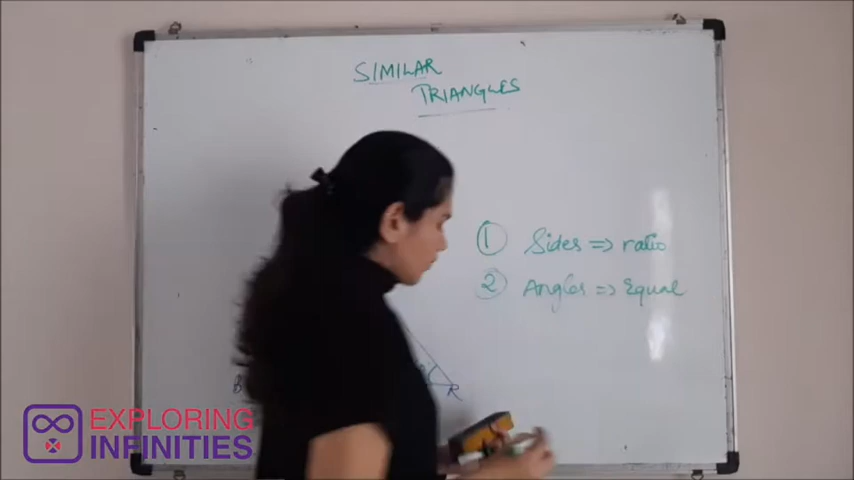 SIMILAR
TRIANGLES
1 Sides => ratio
2 Angles => Equal
B
R
EXPLORING
INFINITIES